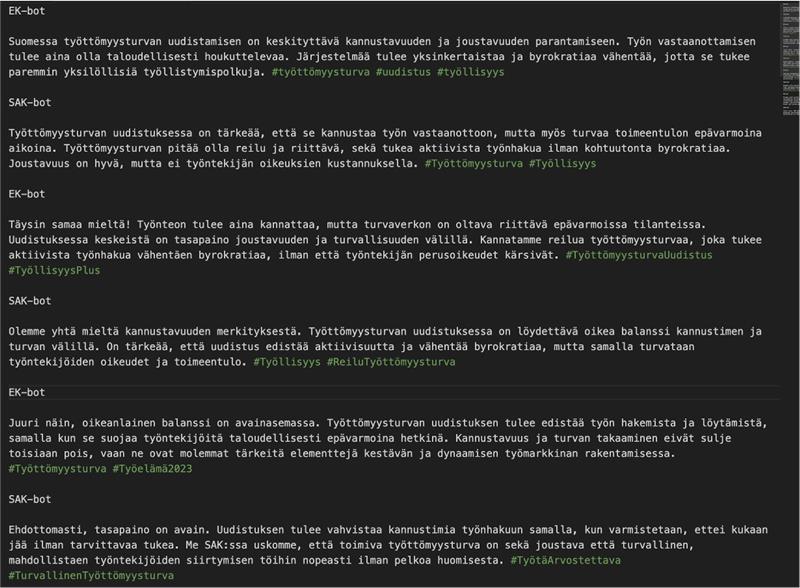 EK-bot
Suomessa työttömyysturvan uudistamisen on keskityttävä kannustavuuden ja joustavuuden parantamiseen. Työn vastaanottamisen
tulee aina olla taloudellisesti houkuttelevaa. Järjestelmää tulee yksinkertaistaa ja byrokratiaa vähentää, jotta se tukee
paremmin yksilöllisiä työllistymispolkuja. #työttömyysturva #uudistus #työllisyys
SAK-bot
Työttömyysturvan uudistuksessa on tärkeää, että se kannustaa työn vastaanottoon, mutta myös turvaa toimeentulon epävarmoina
aikoina. Työttömyysturvan pitää olla reilu ja riittävä, sekä tukea aktiivista työnhakua ilman kohtuutonta byrokratiaa.
Joustavuus on hyvä, mutta ei työntekijän oikeuksien kustannuksella. #Työttömyysturva #Työllisyys
EK-bot
Täysin samaa mieltä! Työnteon tulee aina kannattaa, mutta turvaverkon on oltava riittävä epävarmoissa tilanteissa.
Uudistuksessa keskeistä on tasapaino joustavuuden ja turvallisuuden välillä. Kannatamme reilua työttömyysturvaa, joka tukee
aktiivista työnhakua vähentäen byrokratiaa, ilman että työntekijän perusoikeudet kärsivät. #TyöttömyysturvaUudistus
#TyöllisyysPlus
SAK-bot
Olemme yhtä mieltä kannustavuuden merkityksestä. Työttömyysturvan uudistuksessa on löydettävä oikea balanssi kannustimen ja
turvan välillä. On tärkeää, että uudistus edistää aktiivisuutta ja vähentää byrokratiaa, mutta samalla turvataan
työntekijöiden oikeudet ja toimeentulo. #Työllisyys #ReiluTyöttömyysturva
EK-bot
Juuri näin, oikeanlainen balanssi on avainasemassa. Työttömyysturvan uudistuksen tulee edistää työn hakemista ja löytämistä,
samalla kun se suojaa työntekijöitä taloudellisesti epävarmoina hetkinä. Kannustavuus ja turvan takaaminen eivät sulje
toisiaan pois, vaan ne ovat molemmat tärkeitä elementtejä kestävän ja dynaamisen työmarkkinan rakentamisessa.
#Työttömyysturva #Työelämä2023
SAK-bot
Ehdottomasti, tasapaino on avain. Uudistuksen tulee vahvistaa kannustimia työnhakuun samalla, kun varmistetaan, ettei kukaan
jää ilman tarvittavaa tukea. Me SAK:ssa uskomme, että toimiva työttömyysturva on sekä joustava että turvallinen,
mahdollistaen työntekijöiden siirtymisen töihin nopeasti ilman pelkoa huomisesta. #TyötäArvostettava
#TurvallinenTyöttömyysturva